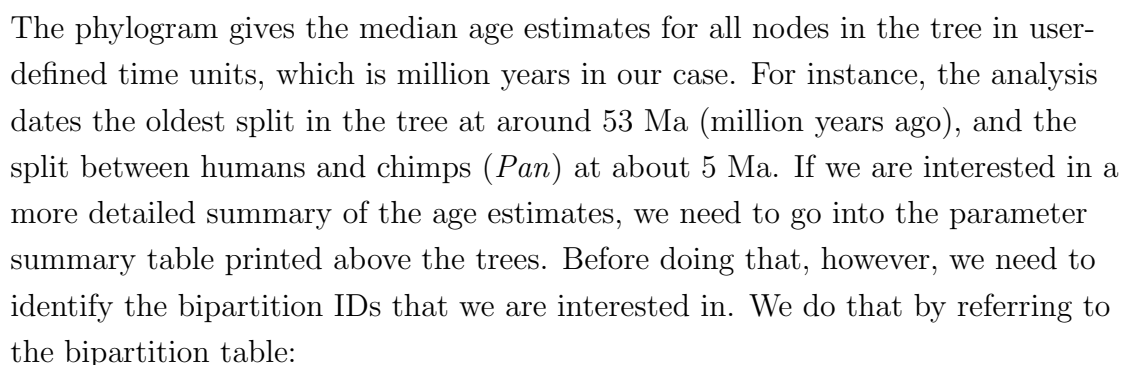 The phylogram gives the median age estimates for all nodes in the tree in user-
defined time units, which is million years in our case. For instance, the analysis
dates the oldest split in the tree at around 53 Ma (million years ago), and the
split between humans and chimps (Pan) at about 5 Ma. If we are interested in a
more detailed summary of the age estimates, we need to go into the parameter
summary table printed above the trees. Before doing that, however, we need to
identify the bipartition IDs that we are interested in. We do that by referring to
the bipartition table: